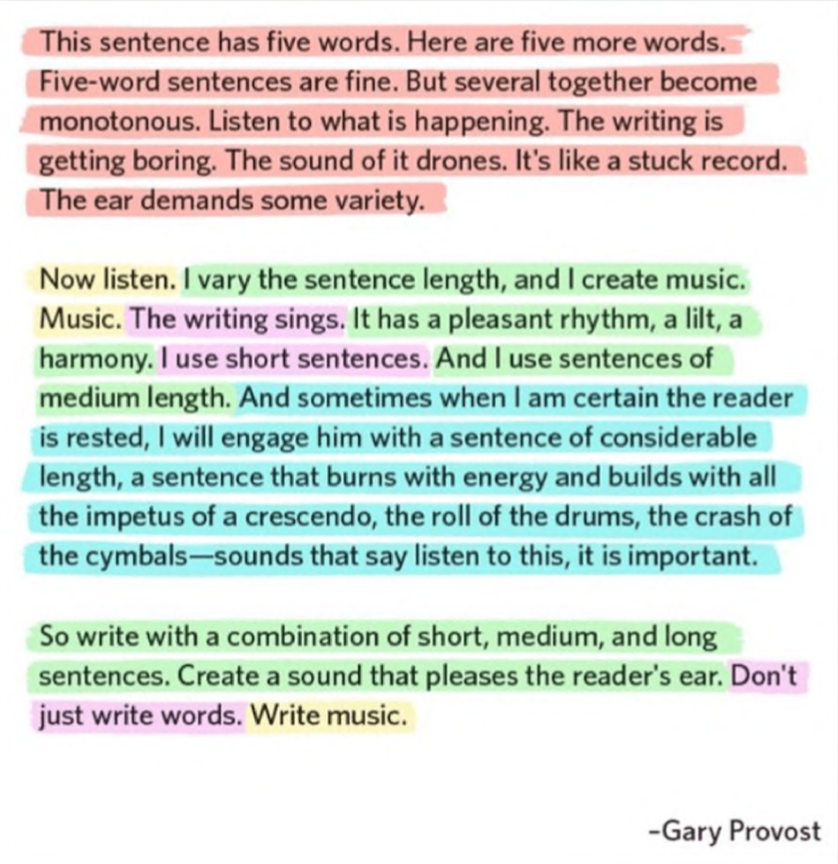 This sentence has five words. Here are five more words.
Five-word sentences are fine. But several together become
monotonous. Listen to what is happening. The writing is
getting boring. The sound of it drones. It's like a stuck record.
The ear demands some variety.
Now listen. I vary the sentence length, and I create music.
Music. The writing sings. It has a pleasant rhythm, a lilt, a
harmony. I use short sentences. And I use sentences of
medium length. And sometimes when I am certain the reader
is rested, I will engage him with a sentence of considerable
length, a sentence that burns with energy and builds with all
the impetus of a crescendo, the roll of the drums, the crash of
the cymbals—sounds that say listen to this, it is important.
So write with a combination of short, medium, and long
sentences. Create a sound that pleases the reader's ear. Don't
just write words. Write music.
-Gary Provost